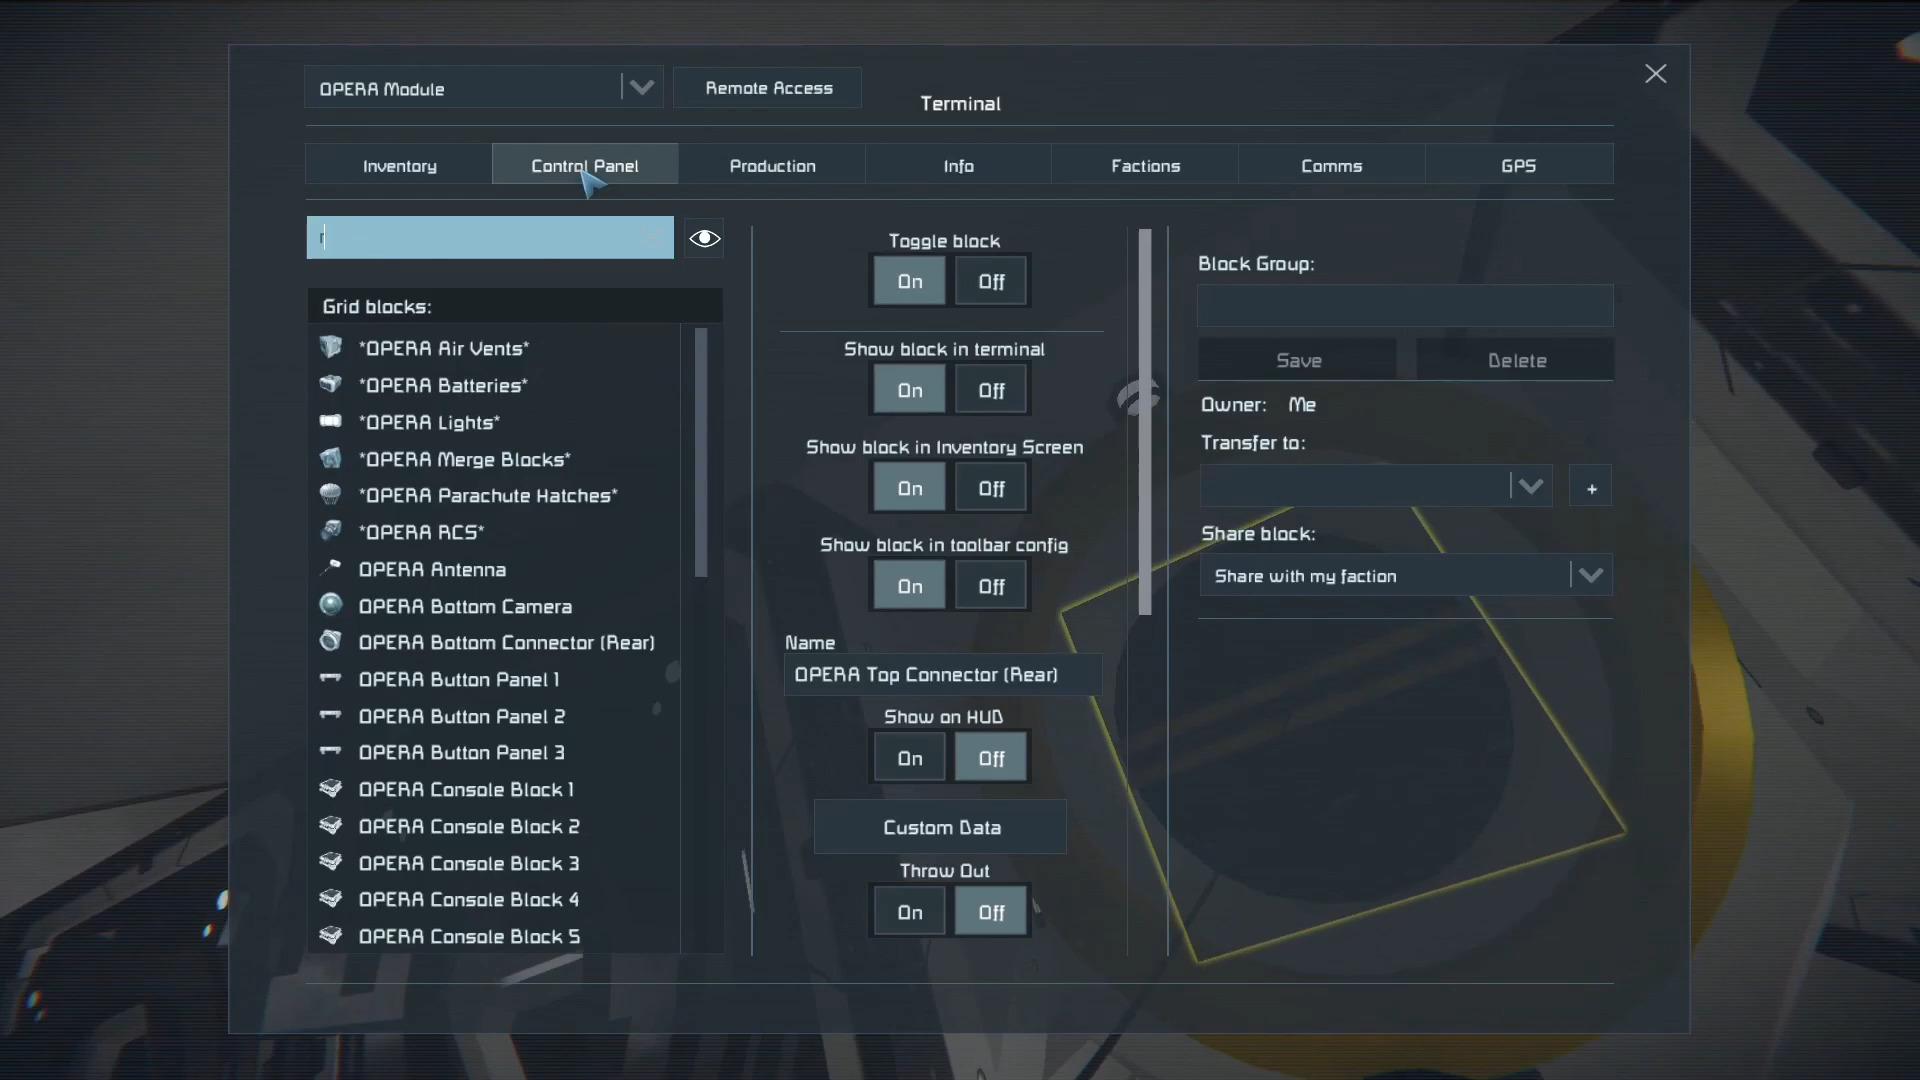 OPERA Module
Remote Access
Terminal
Inventory
Control Panel
Production
Info
Factions
Comms
GPS
r
Grid blocks:
*OPERA Air Vents*
*OPERA Batteries*
*OPERA Lights*
*OPERA Merge Blocks*
*OPERA Parachute Hatches*
*OPERA RCS*
OPERA Antenna
OPERA Bottom Camera
OPERA Bottom Connector (Rear)
OPERA Button Panel 1
OPERA Button Panel 2
OPERA Button Panel 3
OPERA Console Block 1
OPERA Console Block 2
OPERA Console Block 3
OPERA Console Block 4
OPERA Console Block 5
Toggle block
On Off
Show block in terminal
On Off
Show block in Inventory Screen
On Off
Show block in toolbar config
On Off
Name
OPERA Top Connector (Rear)
Show on HUD
On Off
Custom Data
Throw Out
On Off
Block Group:
Save Delete
Owner: Me
Transfer to:
+
Share block:
Share with my faction